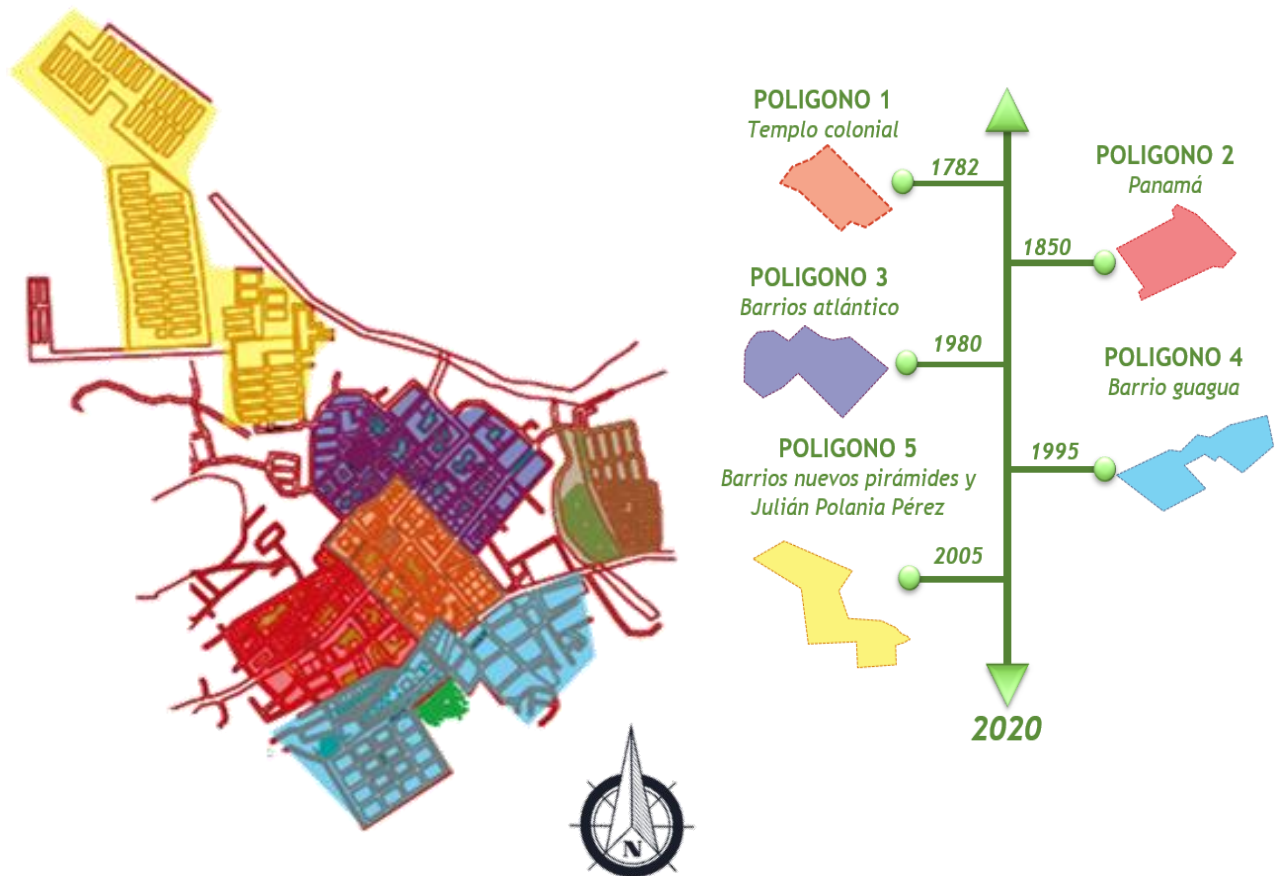 POLIGONO 1
Templo colonial
1782
POLIGONO 2
Panamá
1850
POLIGONO 3
Barrios atlántico
1980
POLIGONO 4
Barrio guagua
1995
POLIGONO 5
Barrios nuevos pirámides y
Julián Polania Pérez
2005
2020
N